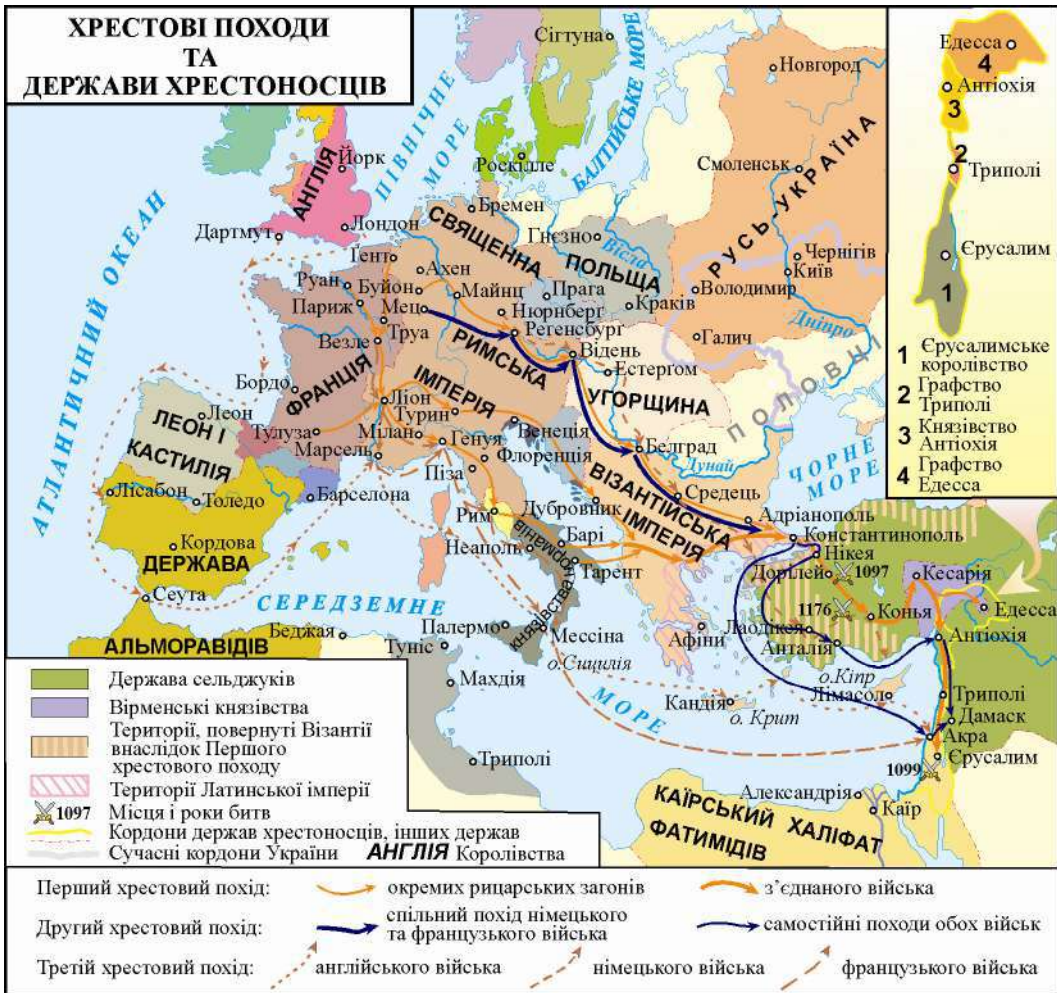 ХРЕСТОВІ ПОХОДИ
ТА
ДЕРЖАВИ ХРЕСТОНОСЦІВ
Сігтуна
Новгород
БАЛТІЙСЬКЕ МОРЕ
ПІВНІЧНЕ
МОРЕ
Роскілле
Смоленськ
АНГЛІЯ
Йорк
Лондон
Дартмут
АТЛАНТИЧНИЙ ОКЕАН
Бремен
СВЯЩЕННА
Гнєзно
Вісла
ПОЛЬЩА
РУСЬ-УКРАЇНА
Чернігів
Київ
Володимир
Дніпро
Галич
ПОЛОВЦІ
Гент
Ахен
Руан
Буйон
Майнц
Прага
Краків
Париж
Мец
Нюрнберг
Труа
Регенсбург
Везле
РИМСЬКА
Відень
Естергом
ФРАНЦІЯ
ІМПЕРІЯ
УГОРЩИНА
Бордо
Ліон
Турин
Леон
ЛЕОН І
КАСТИЛІЯ
Тулуза
Мілан
Генуя
Венеція
Марсель
Флоренція
Белград
Дунай
ЧОРНЕ
МОРЕ
Піза
ВІЗАНТІЙСЬКА
ІМПЕРІЯ
Середець
Лісабон
Толедо
Барселона
Рим
Дубровник
Адріанополь
Константинополь
Кордова
ДЕРЖАВА
Неаполь
Барі
Нікея
НОРМАНІВ
КНЯЗІВСТВА
Тарент
Дорілей
1097
Кесарія
1176
Сеута
СЕРЕДЗЕМНЕ
Конья
Едесса
АЛЬМОРАВІДІВ
Беджая
Палермо
Мессіна
Афіни
Лаодікея
Анталія
Антіохія
Туніс
о.Сицилія
о.Кіпр
Махдія
МОРЕ
Кандія
о. Крит
Лімасол
Триполі
Дамаск
Акра
Триполі
1099
Єрусалим
Александрія
Каїр
КАЇРСЬКИЙ ХАЛІФАТ
ФАТИМІДІВ
Едесса
4
Антіохія
3
2
Триполі
Єрусалим
1
1 Єрусалимське
королівство
2 Графство
Триполі
3 Князівство
Антіохія
4 Графство
Едесса
Держава сельджуків
Вірменські князівства
Території, повернуті Візантії
внаслідок Першого
хрестового походу
Території Латинської імперії
1097 Місця і роки битв
Кордони держав хрестоносців, інших держав
Сучасні кордони України АНГЛІЯ Королівства
Перший хрестовий похід: окремих рицарських загонів з’єднаного війська
Другий хрестовий похід: спільний похід німецького
та французького війська самостійні походи обох військ
Третій хрестовий похід: англійського війська німецького війська французького війська